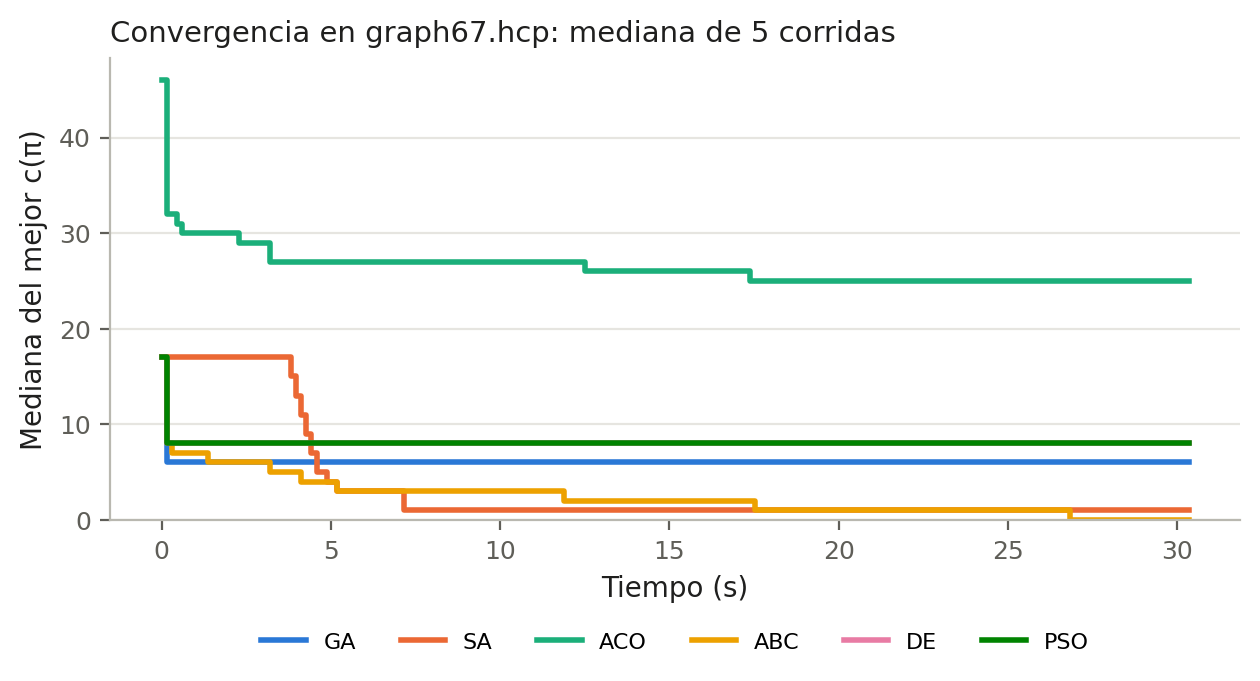 Convergencia en graph67.hcp: mediana de 5 corridas
Mediana del mejor c(π)
40
30
20
10
0
0 5 10 15 20 25 30
Tiempo (s)
GA SA ACO ABC DE PSO